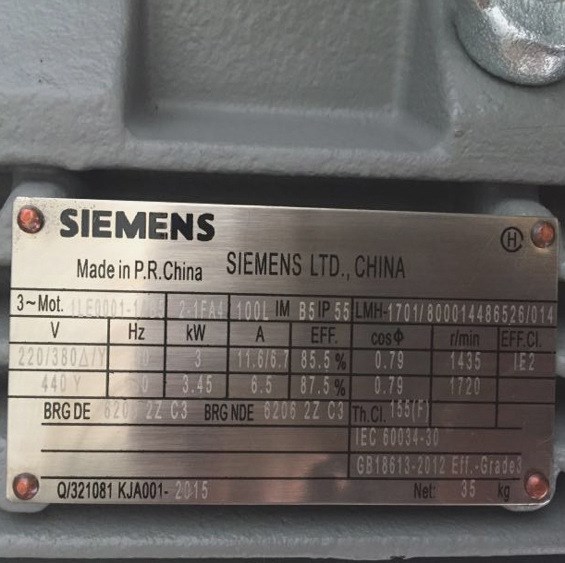 SIEMENS
Made in P.R.China SIEMENS LTD., CHINA
3~Mot. 2-1FA4 100L IM B5 IP 55 LMH-1701/800014486526/014
V Hz kW A EFF. cosΦ r/min EFF.Cl.
220/380Δ/Y 3 11.6/6.7 85.5% 0.79 1435 IE2
440 Y 3.45 6.5 87.5% 0.79 1720
BRG DE 2Z C3 BRG NDE 6206 2Z C3 Th.Cl. 155(F)
IEC 60034-30
GB18613-2012 Eff.-Grade3
Q/321081 KJA001- 2015 Net: 35 kg